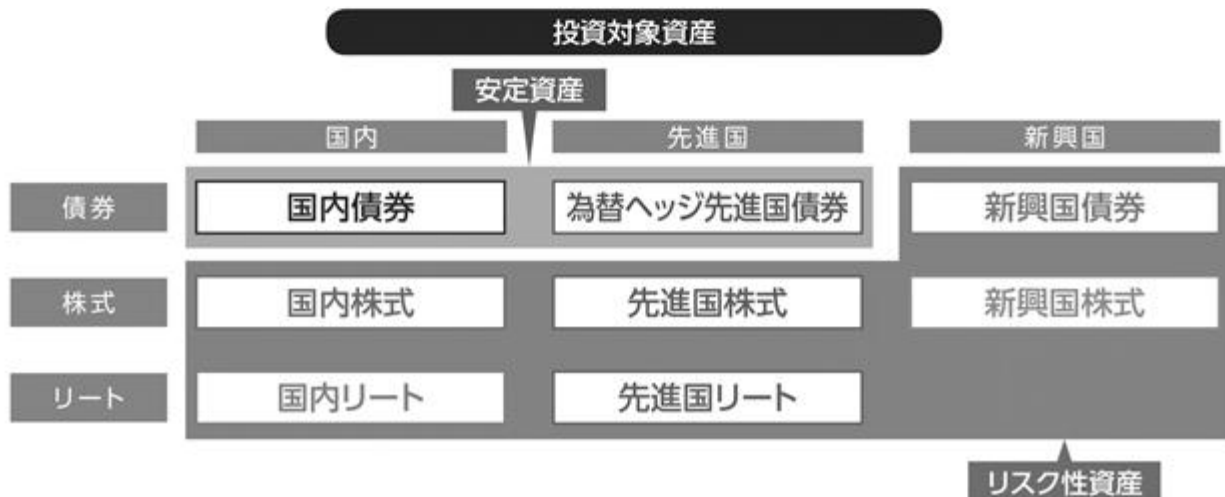 投資対象資産
安定資産
国内 先進国 新興国
債券 国内債券 為替ヘッジ先進国債券 新興国債券
株式 国内株式 先進国株式 新興国株式
リート 国内リート 先進国リート
リスク性資産